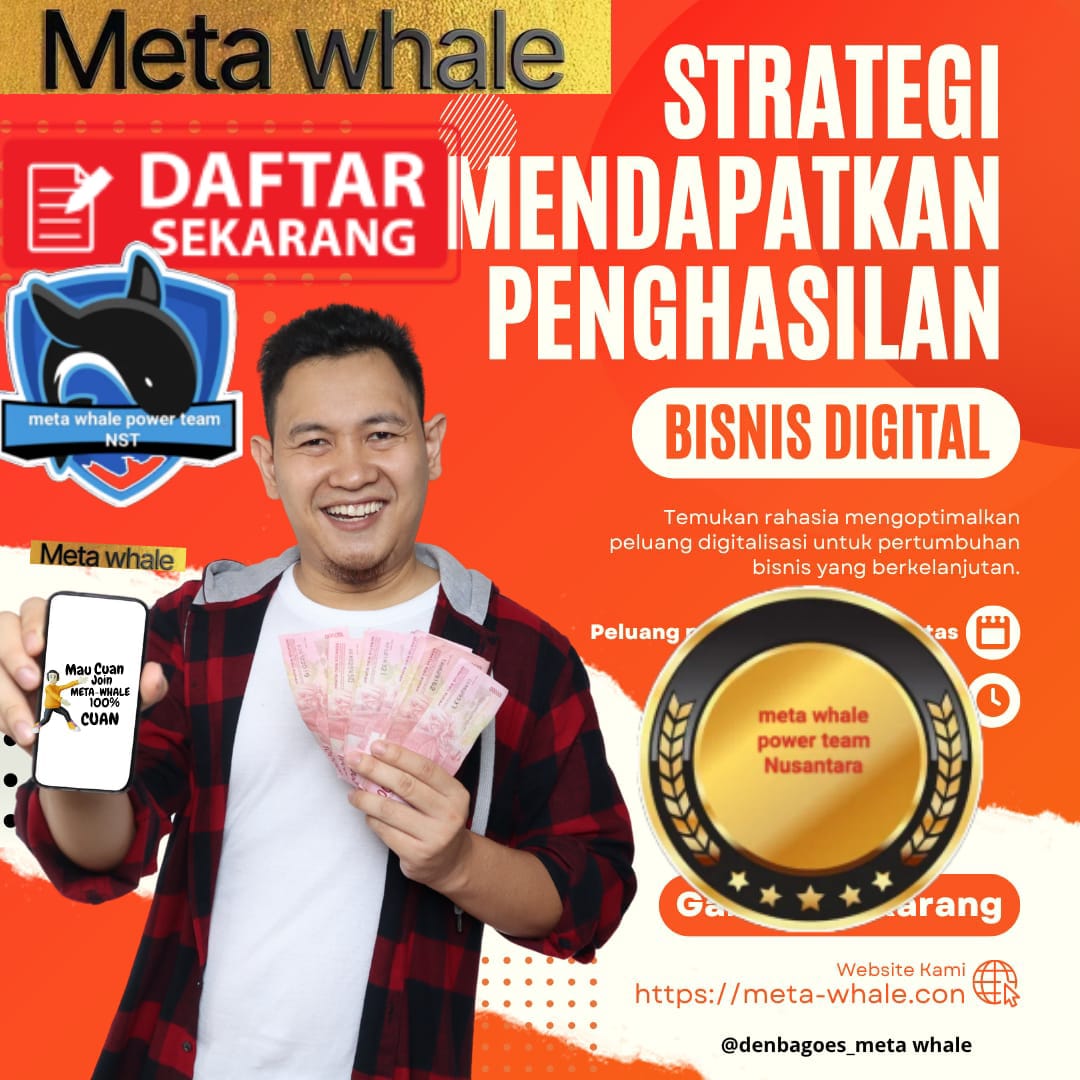 Meta whale
DAFTAR
SEKARANG
STRATEGI
MENDAPATKAN
PENGHASILAN
BISNIS DIGITAL
Temukan rahasia mengoptimalkan
peluang digitalisasi untuk pertumbuhan
bisnis yang berkelanjutan.
meta whale power team
NST
Meta whale
Mau Cuan
Join
META-WHALE
100%
CUAN
Peluang
meta whale
power team
Nusantara
Website Kami
https://meta-whale.con
@denbagoes_meta whale